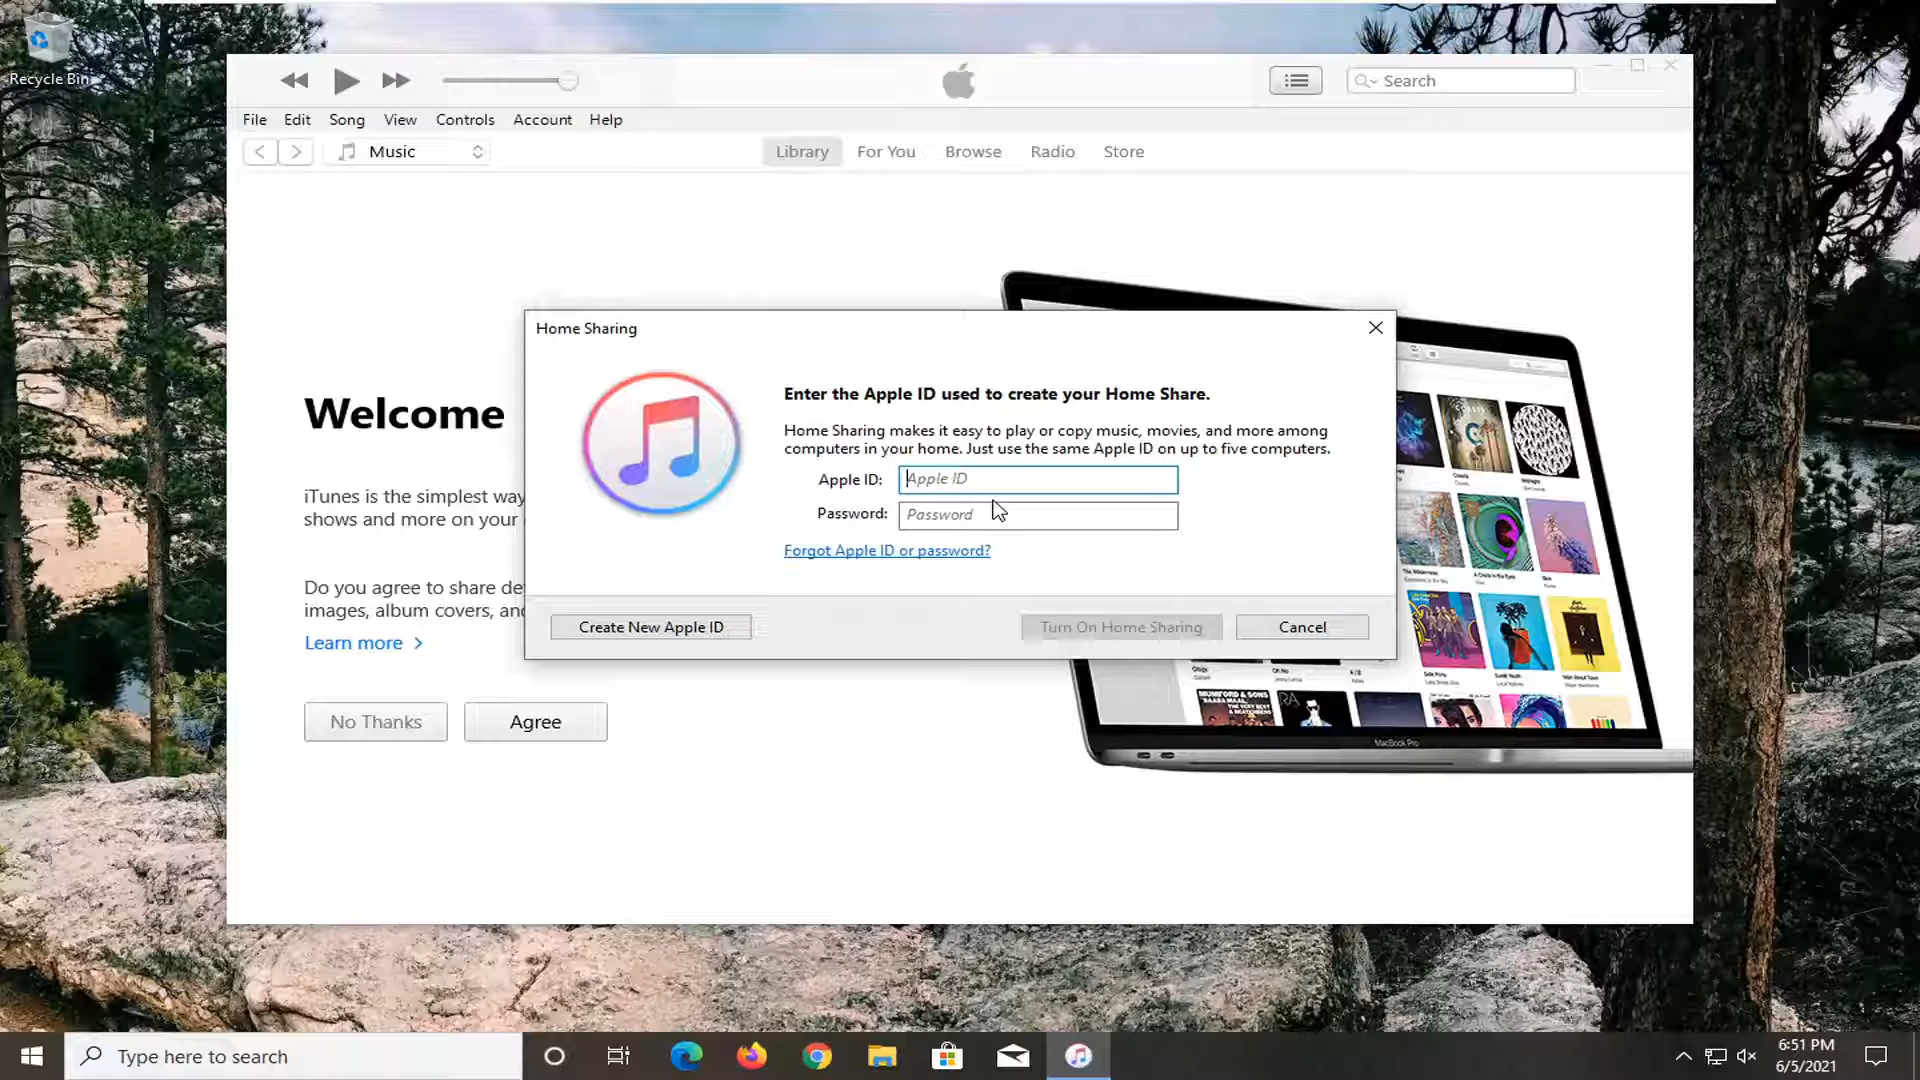 Recycle Bin
Search
File Edit Song View Controls Account Help
Music
Library For You Browse Radio Store
Welcome
iTunes is the simplest way
shows and more on your
Do you agree to share de
images, album covers, and
Learn more >
No Thanks
Agree
Home Sharing
Enter the Apple ID used to create your Home Share.
Home Sharing makes it easy to play or copy music, movies, and more among
computers in your home. Just use the same Apple ID on up to five computers.
Apple ID: Apple ID
Password: Password
Forgot Apple ID or password?
Create New Apple ID
Turn On Home Sharing
Cancel
MUMFORD & SONS
MacBook Pro
Type here to search
6:51 PM
6/5/2021